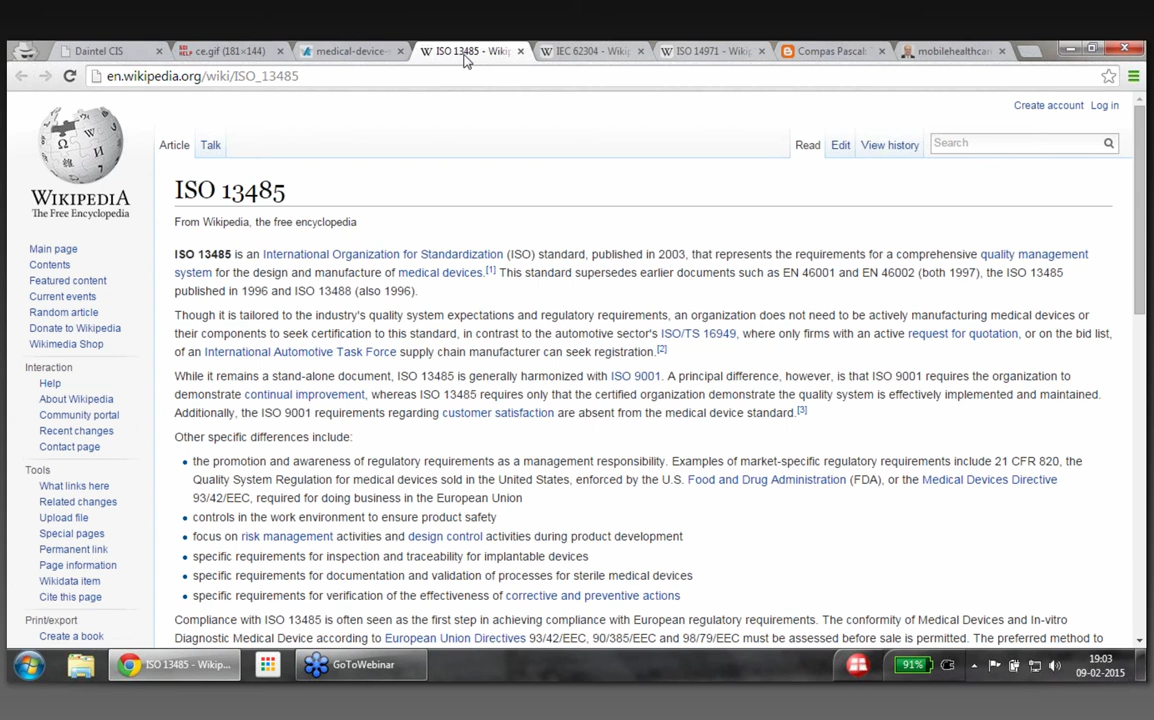 Daintel CIS
ce.gif (181×144)
medical-device-
ISO 13485 - Wikip
IEC 62304 - Wikip
ISO 14971 - Wikip
Compas Pascal:
mobilehealthcar
en.wikipedia.org/wiki/ISO_13485
Create account Log in
Article Talk Read Edit View history Search
WIKIPEDIA
The Free Encyclopedia
Main page
Contents
Featured content
Current events
Random article
Donate to Wikipedia
Wikimedia Shop
Interaction
Help
About Wikipedia
Community portal
Recent changes
Contact page
Tools
What links here
Related changes
Upload file
Special pages
Permanent link
Page information
Wikidata item
Cite this page
Print/export
Create a book
ISO 13485
From Wikipedia, the free encyclopedia
ISO 13485 is an International Organization for Standardization (ISO) standard, published in 2003, that represents the requirements for a comprehensive quality management
system for the design and manufacture of medical devices.[1] This standard supersedes earlier documents such as EN 46001 and EN 46002 (both 1997), the ISO 13485
published in 1996 and ISO 13488 (also 1996).
Though it is tailored to the industry's quality system expectations and regulatory requirements, an organization does not need to be actively manufacturing medical devices or
their components to seek certification to this standard, in contrast to the automotive sector's ISO/TS 16949, where only firms with an active request for quotation, or on the bid list,
of an International Automotive Task Force supply chain manufacturer can seek registration.[2]
While it remains a stand-alone document, ISO 13485 is generally harmonized with ISO 9001. A principal difference, however, is that ISO 9001 requires the organization to
demonstrate continual improvement, whereas ISO 13485 requires only that the certified organization demonstrate the quality system is effectively implemented and maintained.
Additionally, the ISO 9001 requirements regarding customer satisfaction are absent from the medical device standard.[3]
Other specific differences include:
• the promotion and awareness of regulatory requirements as a management responsibility. Examples of market-specific regulatory requirements include 21 CFR 820, the
Quality System Regulation for medical devices sold in the United States, enforced by the U.S. Food and Drug Administration (FDA), or the Medical Devices Directive
93/42/EEC, required for doing business in the European Union
• controls in the work environment to ensure product safety
• focus on risk management activities and design control activities during product development
• specific requirements for inspection and traceability for implantable devices
• specific requirements for documentation and validation of processes for sterile medical devices
• specific requirements for verification of the effectiveness of corrective and preventive actions
Compliance with ISO 13485 is often seen as the first step in achieving compliance with European regulatory requirements. The conformity of Medical Devices and In-vitro
Diagnostic Medical Device according to European Union Directives 93/42/EEC, 90/385/EEC and 98/79/EEC must be assessed before sale is permitted. The preferred method to
ISO 13485 - Wikip...
GoToWebinar
91%
19:03
09-02-2015